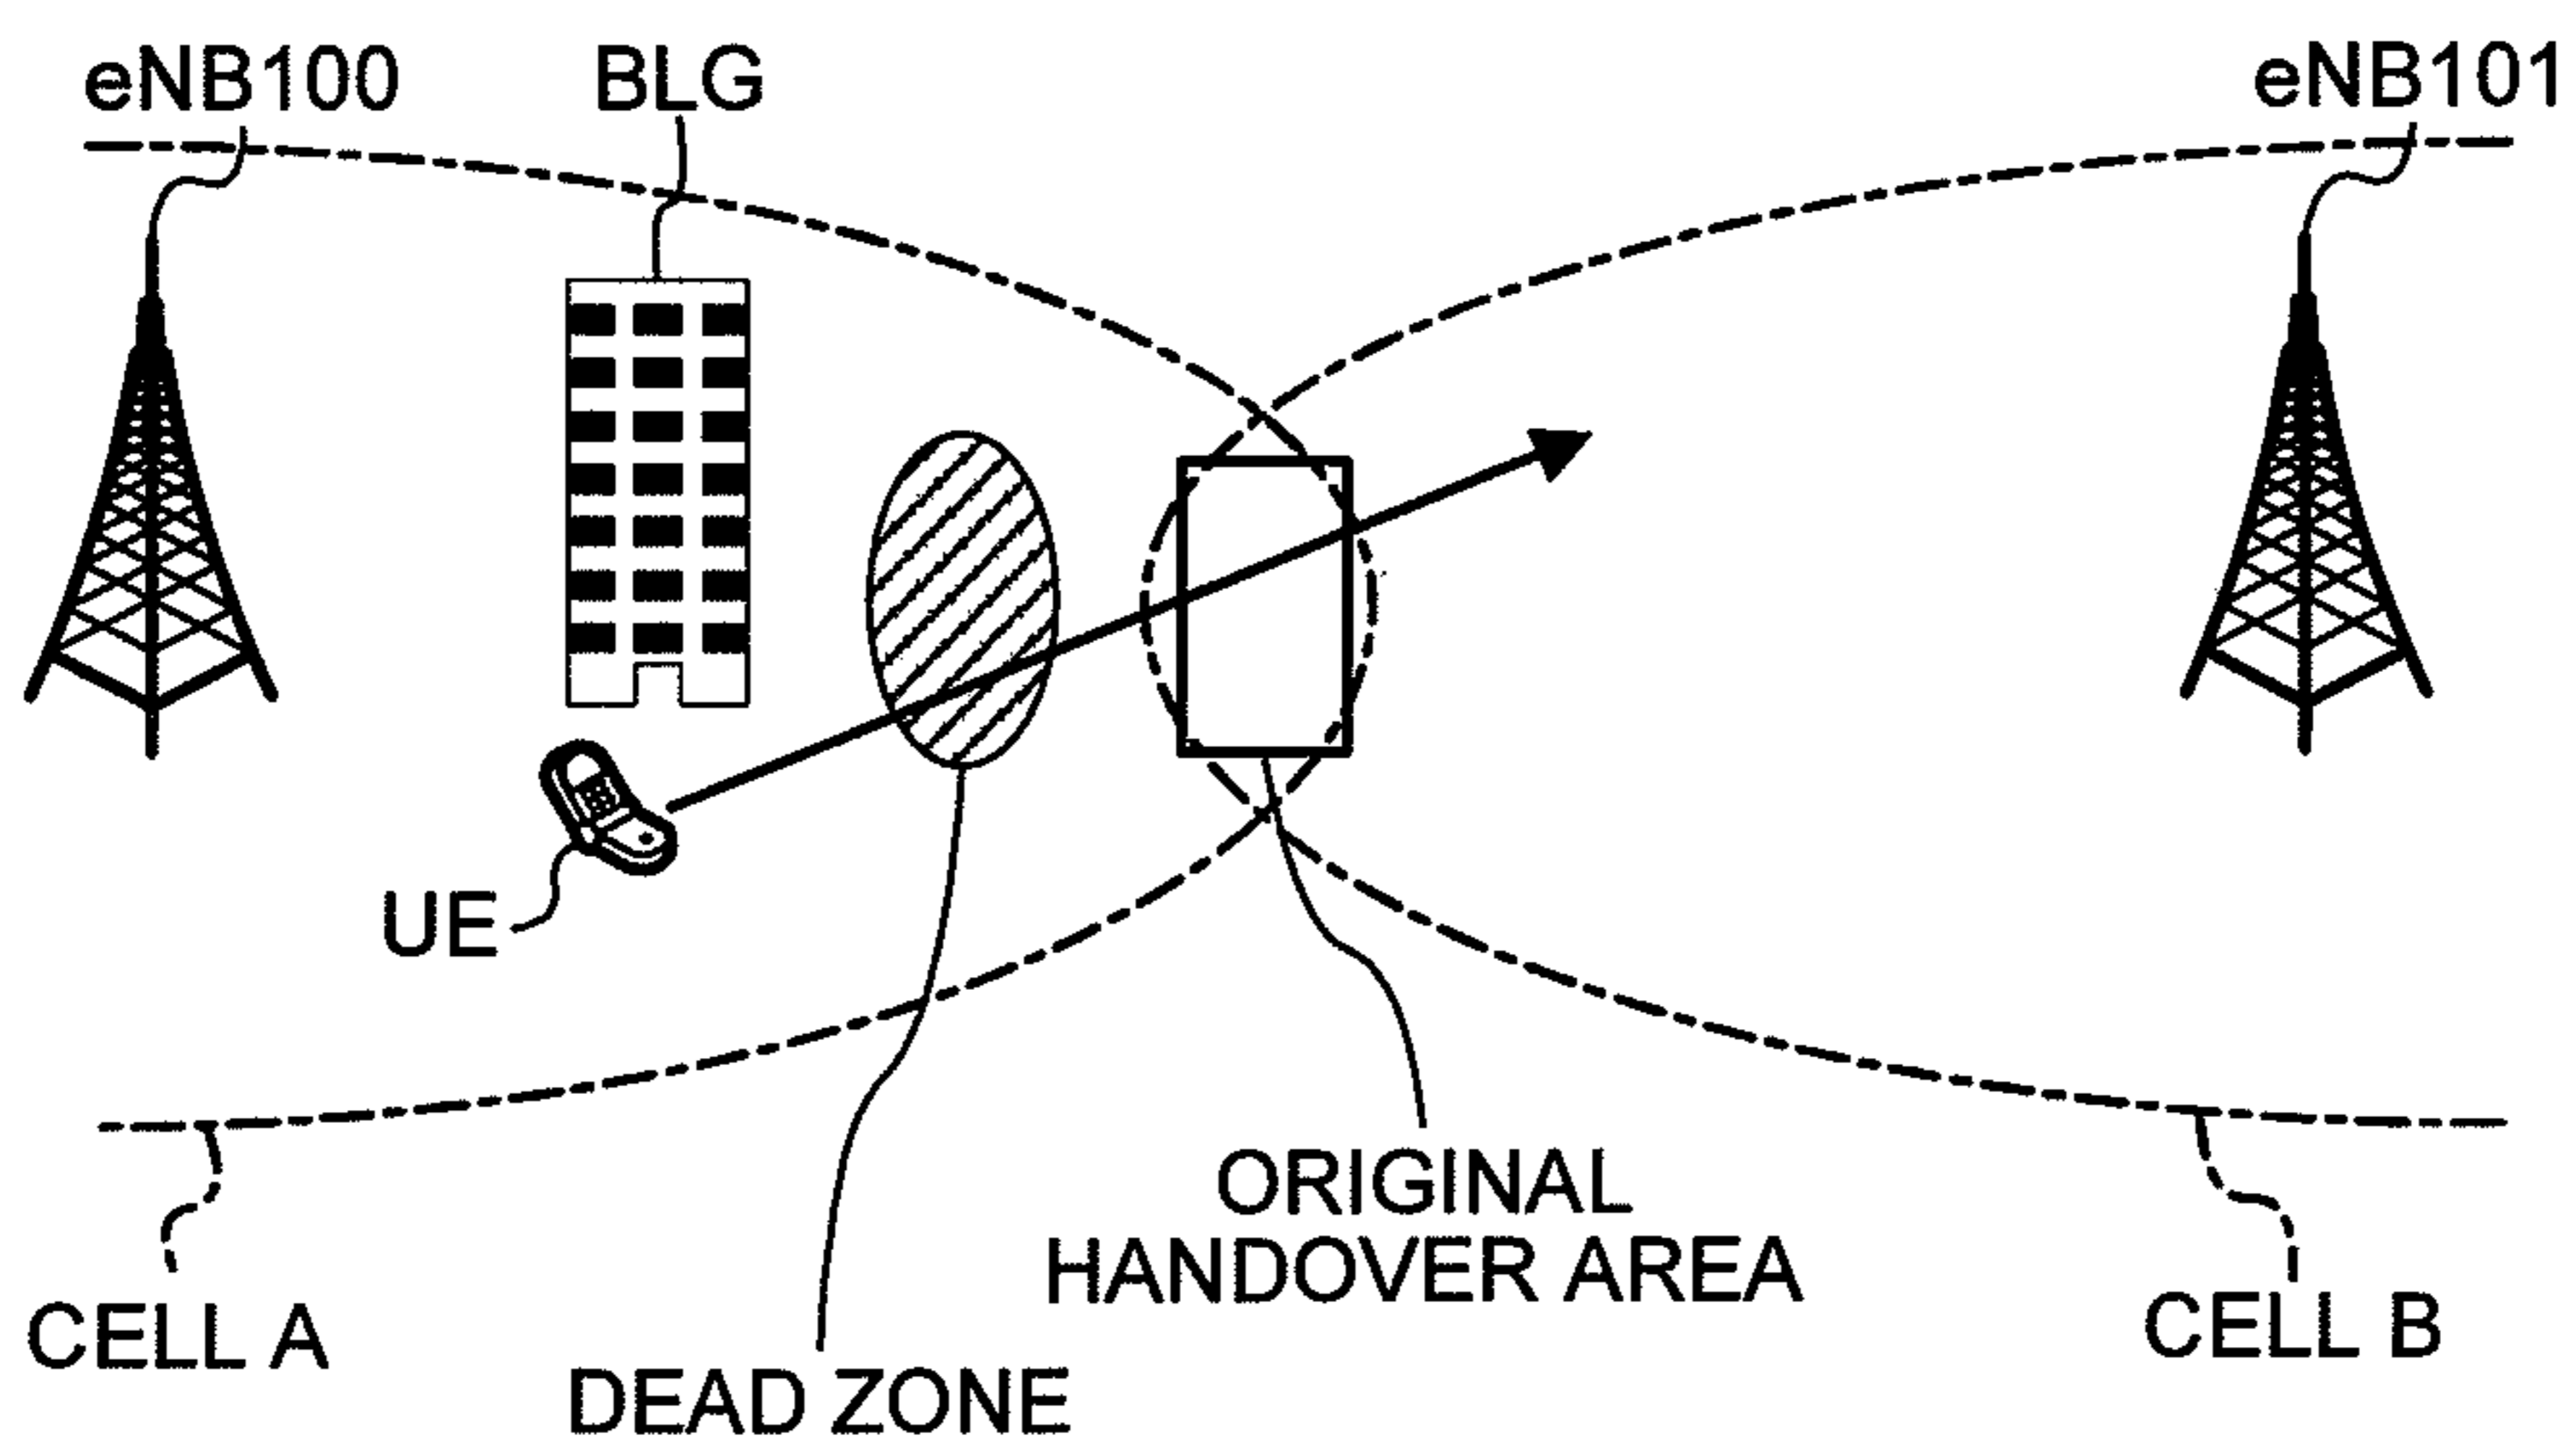 eNB100
BLG
eNB101
UE
ORIGINAL
HANDOVER AREA
CELL A
CELL B
DEAD ZONE